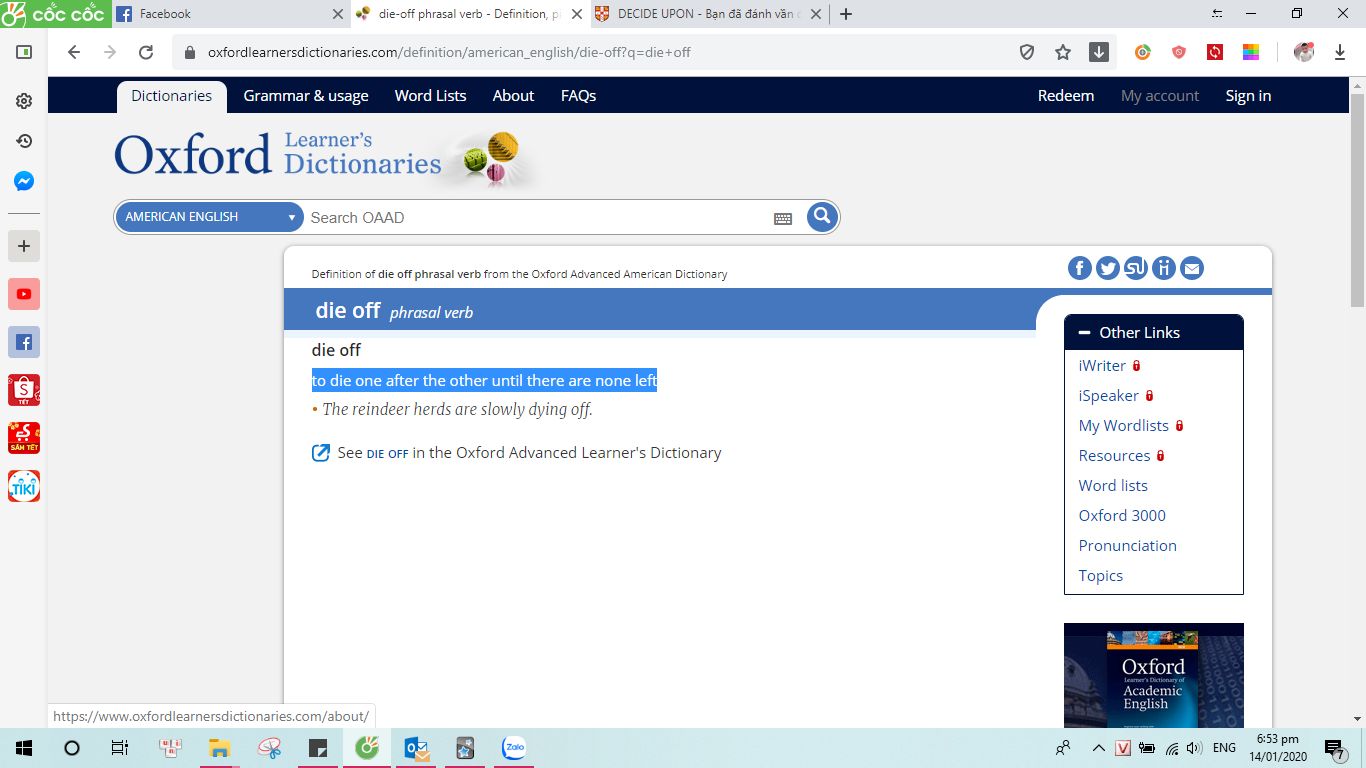 cốc cốc
Facebook
die-off phrasal verb - Definition, p
DECIDE UPON - Bạn đã đánh vần
oxfordlearnersdictionaries.com/definition/american_english/die-off?q=die+off
Dictionaries
Grammar & usage
Word Lists
About
FAQs
Redeem
My account
Sign in
Oxford Learner's
Dictionaries
AMERICAN ENGLISH
Search OAAD
Definition of die off phrasal verb from the Oxford Advanced American Dictionary
die off phrasal verb
die off
to die one after the other until there are none left
• The reindeer herds are slowly dying off.
See DIE OFF in the Oxford Advanced Learner's Dictionary
Other Links
iWriter
iSpeaker
My Wordlists
Resources
Word lists
Oxford 3000
Pronunciation
Topics
Oxford
Learner's Dictionary of
Academic
English
TẾT
SẮM TẾT
TIKI
https://www.oxfordlearnersdictionaries.com/about/
Zalo
V
ENG
6:53 pm
14/01/2020
7